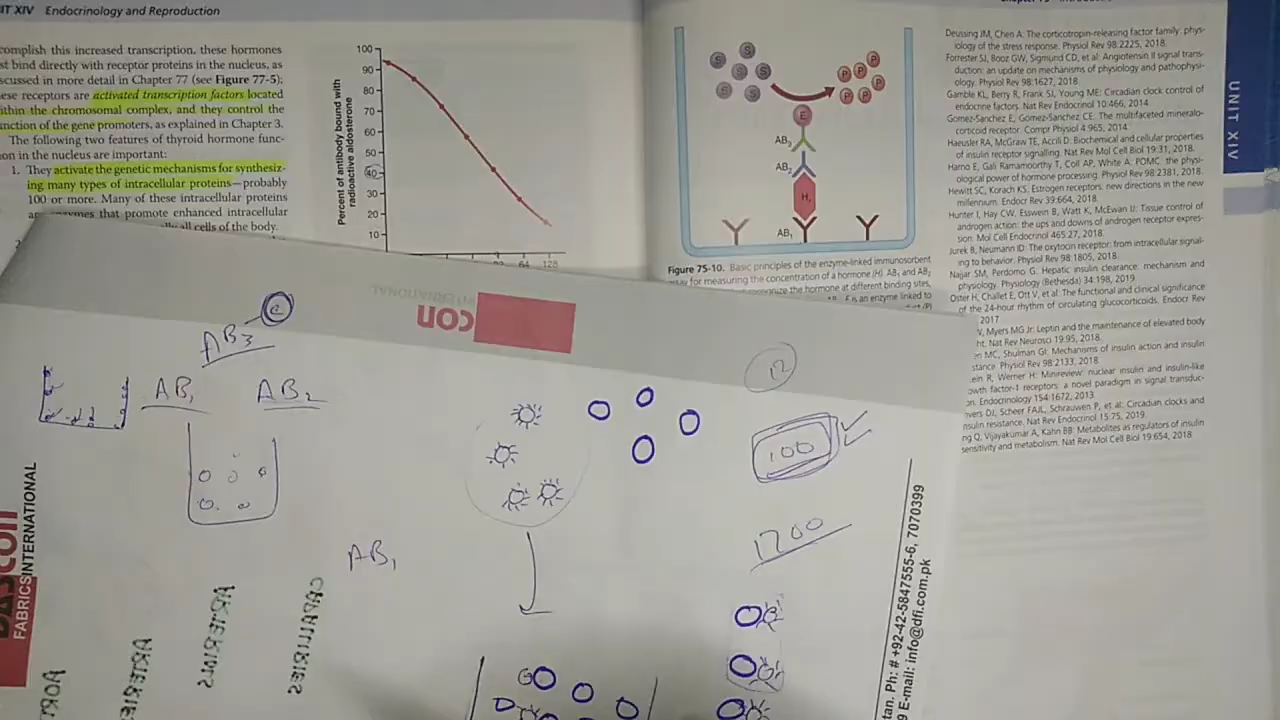 UNIT XIV Endocrinology and Reproduction
complish this increased transcription, these hormones
bind directly with receptor proteins in the nucleus, as
discussed in more detail in Chapter 77 (see Figure 77-5);
these receptors are activated transcription factors located
within the chromosomal complex, and they control the
function of the gene promoters, as explained in Chapter 3.
The following two features of thyroid hormone func-
in the nucleus are important:
1. They activate the genetic mechanisms for synthesiz-
ing many types of intracellular proteins—probably
100 or more. Many of these intracellular proteins
that promote enhanced intracellular
all cells of the body.
Percent of antibody bound with
radioactive aldosterone
100
90
80
70
60
50
40
30
20
10
64 128
S S S S S S
P P P P P P
E
AB3
AB2
H
AB1
Figure 75-10. Basic principles of the enzyme-linked immunosorbent
for measuring the concentration of a hormone (H). AB1 and AB2
the hormone at different binding sites,
is an enzyme linked to
(P)
Deussing JM, Chen A: The corticotropin-releasing factor family: phys-
iology of the stress response. Physiol Rev 98:2225, 2018.
Forrester SJ, Booz GW, Sigmund CD, et al: Angiotensin II signal trans-
duction: an update on mechanisms of physiology and pathophysi-
ology. Physiol Rev 98:1627, 2018.
Gamble KL, Berry R, Frank SJ, Young ME: Circadian clock control of
endocrine factors. Nat Rev Endocrinol 10:466, 2014.
Gomez-Sanchez E, Gomez-Sanchez CE: The multifaceted mineralo-
corticoid receptor. Compr Physiol 4:965, 2014.
Haeusler RA, McGraw TE, Accili D: Biochemical and cellular properties
of insulin receptor signalling. Nat Rev Mol Cell Biol 19:31, 2018.
Harno E, Gali Ramamoorthy T, Coll AP, White A: POMC: the physi-
ological power of hormone processing. Physiol Rev 98:2381, 2018.
Hewitt SC, Korach KS: Estrogen receptors: new directions in the new
millennium. Endocr Rev 39:664, 2018.
Hunter I, Hay CW, Esswein B, Watt K, McEwan IJ: Tissue control of
androgen action: the ups and downs of androgen receptor expres-
sion. Mol Cell Endocrinol 465:27, 2018.
Jurek B, Neumann ID: The oxytocin receptor: from intracellular signal-
ing to behavior. Physiol Rev 98:1805, 2018.
Najjar SM, Perdomo G: Hepatic insulin clearance: mechanism and
physiology. Physiology (Bethesda) 34:198, 2019.
Oster H, Challet E, Ott V, et al: The functional and clinical significance
of the 24-hour rhythm of circulating glucocorticoids. Endocr Rev
2017
Myers MG Jr: Leptin and the maintenance of elevated body
Nat Rev Neurosci 19:95, 2018.
MC, Shulman GI: Mechanisms of insulin action and insulin
Physiol Rev 98:2133, 2018.
R, Werner H: Minireview: nuclear insulin and insulin-like
growth factor-1 receptors: a novel paradigm in signal transduc-
Endocrinology 154:1672, 2013.
DJ, Scheer FAJL, Schrauwen P, et al: Circadian clocks and
insulin resistance. Nat Rev Endocrinol 15:75, 2019.
Vijayakumar A, Kahn BB: Metabolites as regulators of insulin
sensitivity and metabolism. Nat Rev Mol Cell Biol 19:654, 2018.
UNIT XIV
CON
INTERNATIONAL
AB3
AB1
AB2
AB1
12
100
1200
FABRICS INTERNATIONAL
ARTERIES
CAPILLARIES
Ph: # +92-42-5847555-6, 7070399
E-mail: info@dfi.com.pk